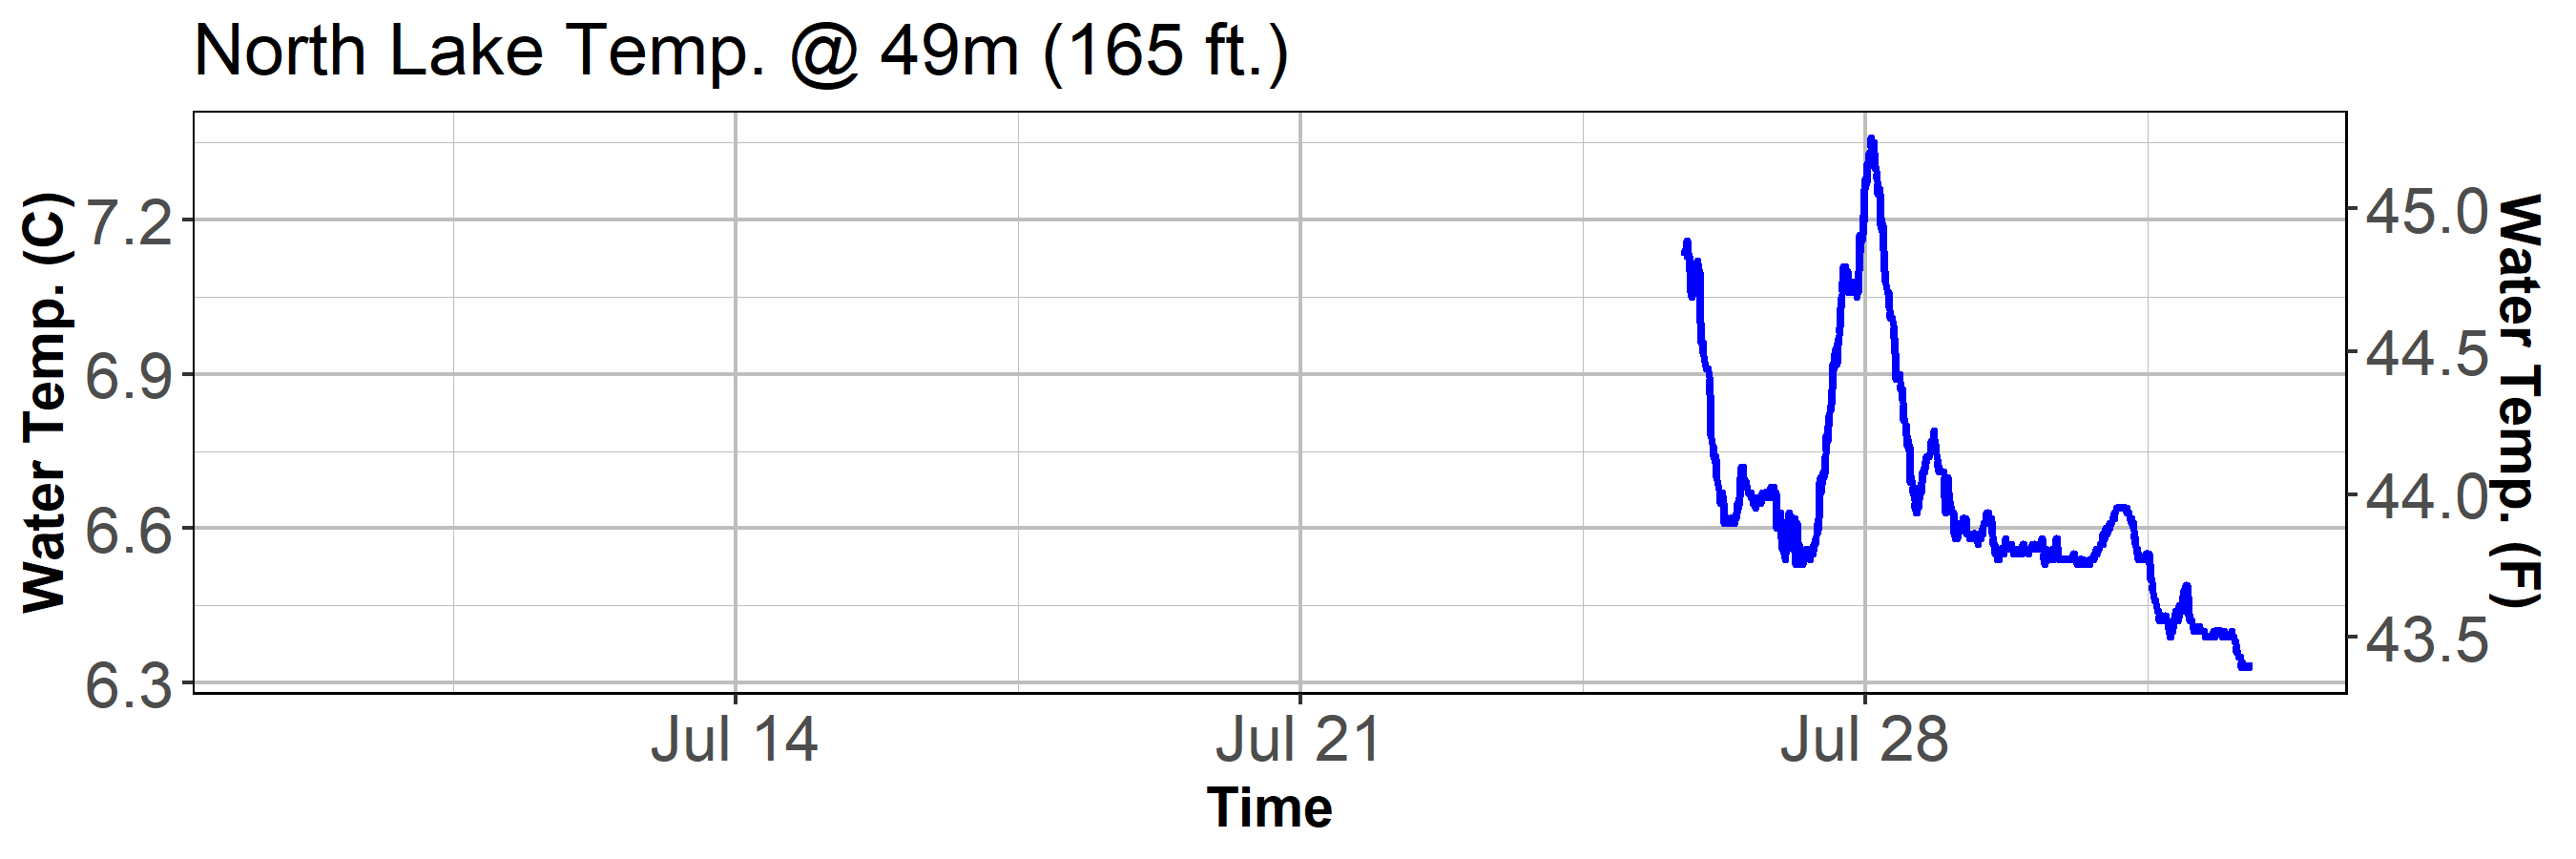 North Lake Temp. @ 49m (165 ft.)
Water Temp. (C)
7.2
6.9
6.6
6.3
45.0
44.5
44.0
43.5
Water Temp. (F)
Jul 14
Jul 21
Jul 28
Time